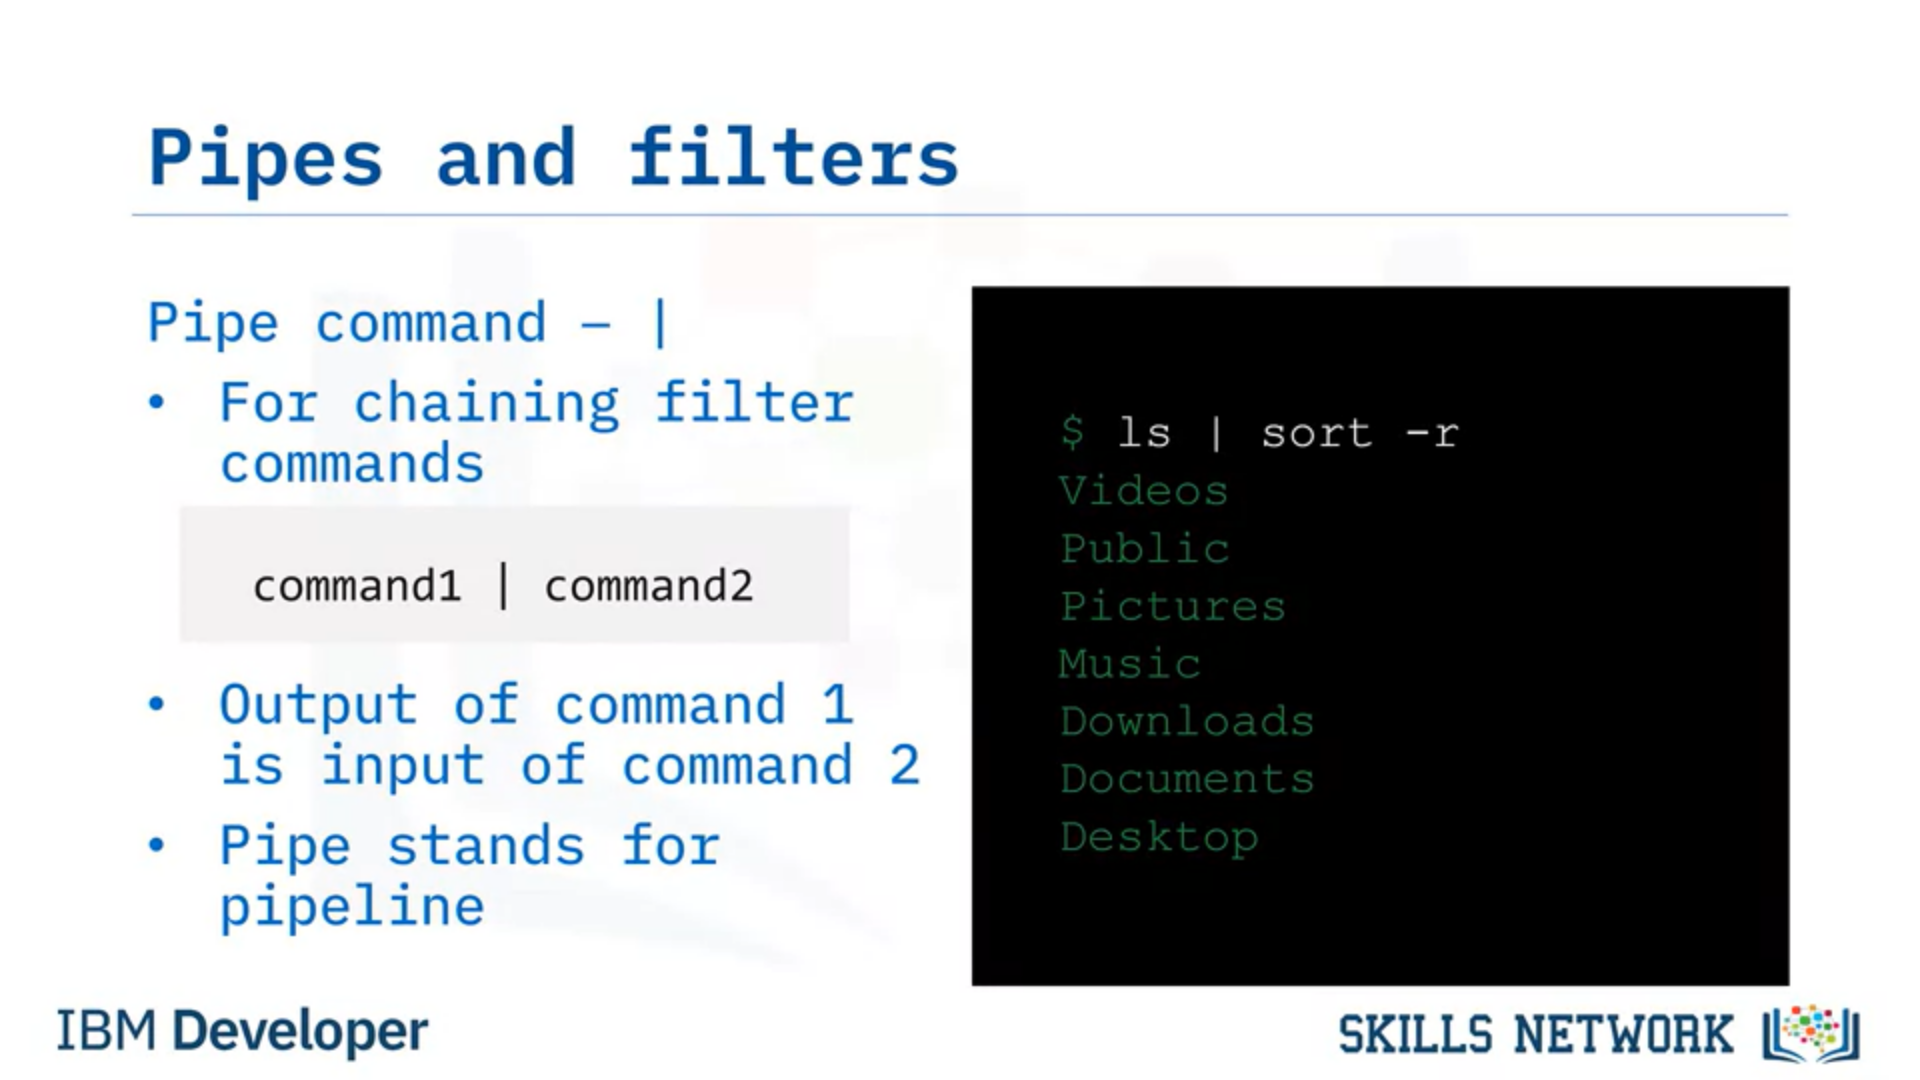 Pipes and filters
Pipe command – |
• For chaining filter
commands
command1 | command2
• Output of command 1
is input of command 2
• Pipe stands for
pipeline
$ ls | sort -r
Videos
Public
Pictures
Music
Downloads
Documents
Desktop
IBM Developer
SKILLS NETWORK